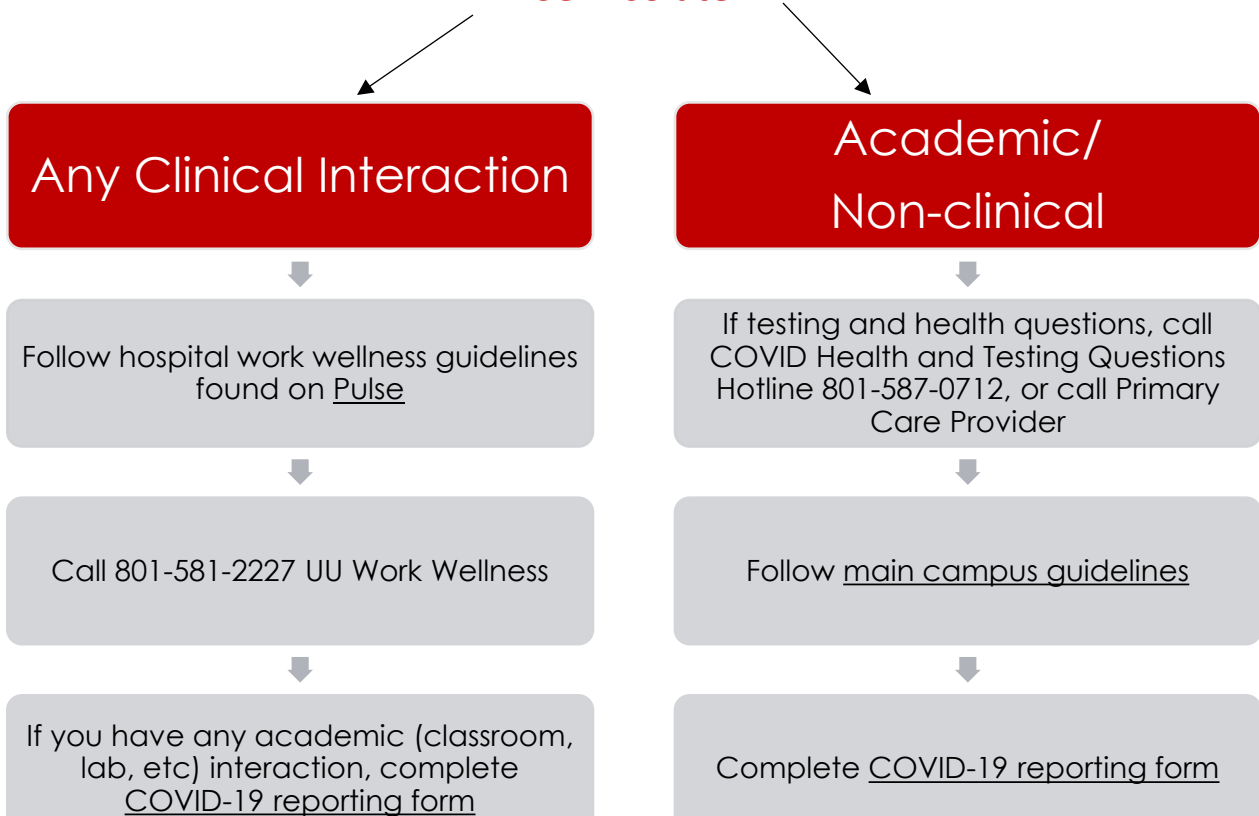 Any Clinical Interaction
Follow hospital work wellness guidelines
found on Pulse
Call 801-581-2227 UU Work Wellness
If you have any academic (classroom,
lab, etc) interaction, complete
COVID-19 reporting form
Academic/
Non-clinical
If testing and health questions, call
COVID Health and Testing Questions
Hotline 801-587-0712, or call Primary
Care Provider
Follow main campus guidelines
Complete COVID-19 reporting form